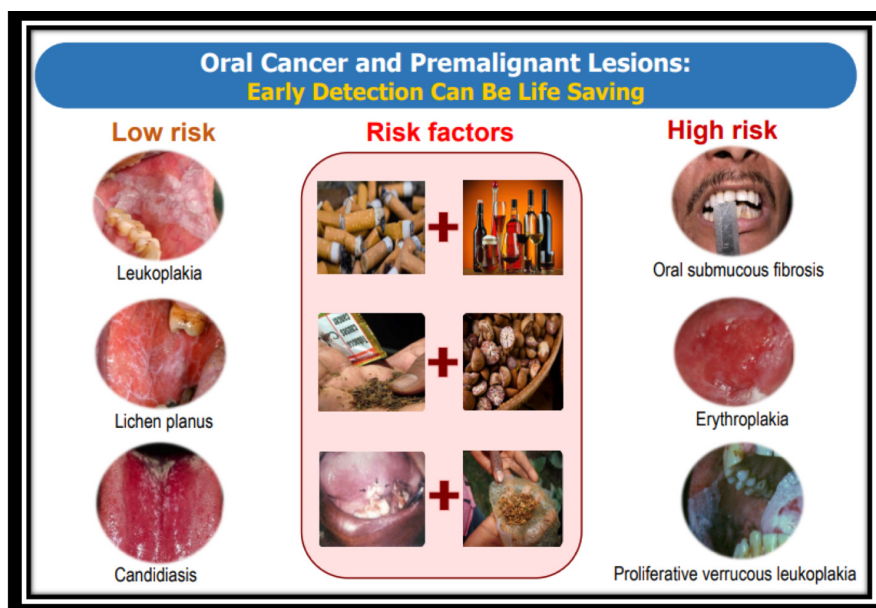 Oral Cancer and Premalignant Lesions:
Early Detection Can Be Life Saving
Low risk
Leukoplakia
Lichen planus
Candidiasis
Risk factors
High risk
Oral submucous fibrosis
Erythroplakia
Proliferative verrucous leukoplakia